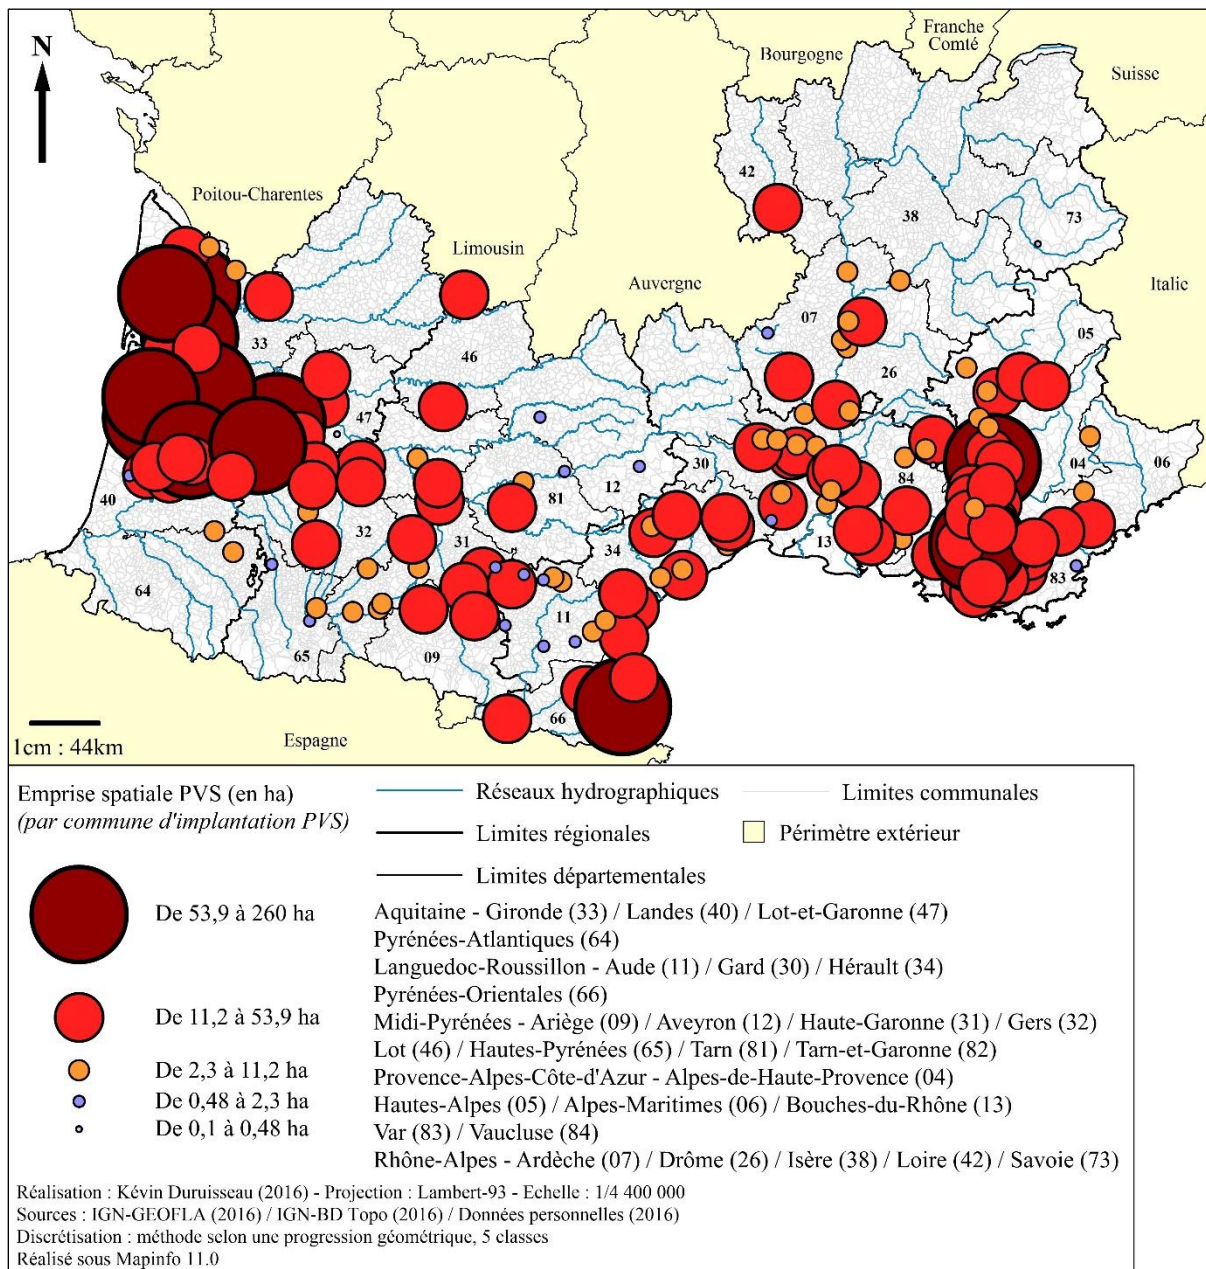 N
Franche
Comté
Bourgogne
Suisse
42
Poitou-Charentes
38
73
Limousin
Auvergne
Italie
07
05
33
46
26
47
30
84
04
06
40
81
12
32
31
34
13
64
83
11
65
09
66
Espagne
1cm : 44km
Emprise spatiale PVS (en ha)
(par commune d'implantation PVS)
De 53,9 à 260 ha
De 11,2 à 53,9 ha
De 2,3 à 11,2 ha
De 0,48 à 2,3 ha
De 0,1 à 0,48 ha
Réseaux hydrographiques
Limites communales
Limites régionales
Périmètre extérieur
Limites départementales
Aquitaine - Gironde (33) / Landes (40) / Lot-et-Garonne (47)
Pyrénées-Atlantiques (64)
Languedoc-Roussillon - Aude (11) / Gard (30) / Hérault (34)
Pyrénées-Orientales (66)
Midi-Pyrénées - Ariège (09) / Aveyron (12) / Haute-Garonne (31) / Gers (32)
Lot (46) / Hautes-Pyrénées (65) / Tarn (81) / Tarn-et-Garonne (82)
Provence-Alpes-Côte-d'Azur - Alpes-de-Haute-Provence (04)
Hautes-Alpes (05) / Alpes-Maritimes (06) / Bouches-du-Rhône (13)
Var (83) / Vaucluse (84)
Rhône-Alpes - Ardèche (07) / Drôme (26) / Isère (38) / Loire (42) / Savoie (73)
Réalisation : Kévin Duruisseau (2016) - Projection : Lambert-93 - Echelle : 1/4 400 000
Sources : IGN-GEOFLA (2016) / IGN-BD Topo (2016) / Données personnelles (2016)
Discrétisation : méthode selon une progression géométrique, 5 classes
Réalisé sous Mapinfo 11.0